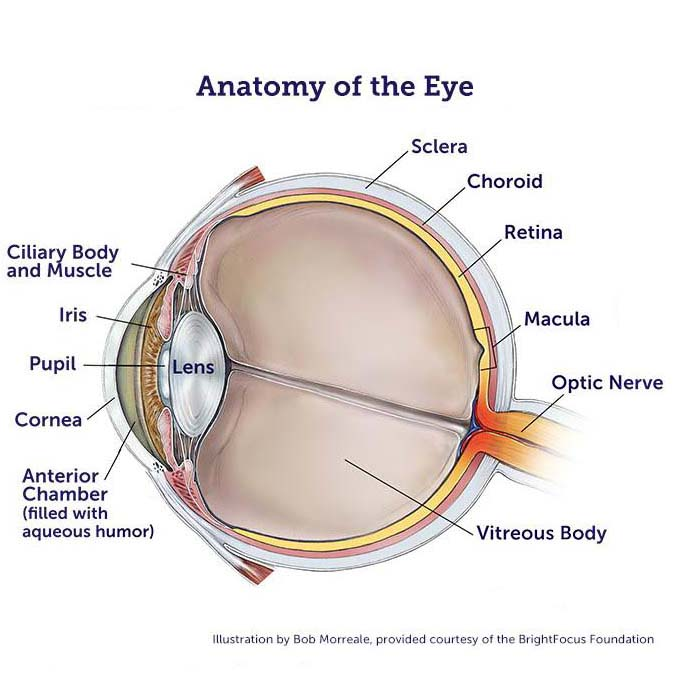 Anatomy of the Eye
Sclera
Choroid
Retina
Macula
Optic Nerve
Vitreous Body
Ciliary Body
and Muscle
Iris
Pupil
Lens
Cornea
Anterior
Chamber
(filled with
aqueous humor)
Illustration by Bob Morreale, provided courtesy of the BrightFocus Foundation